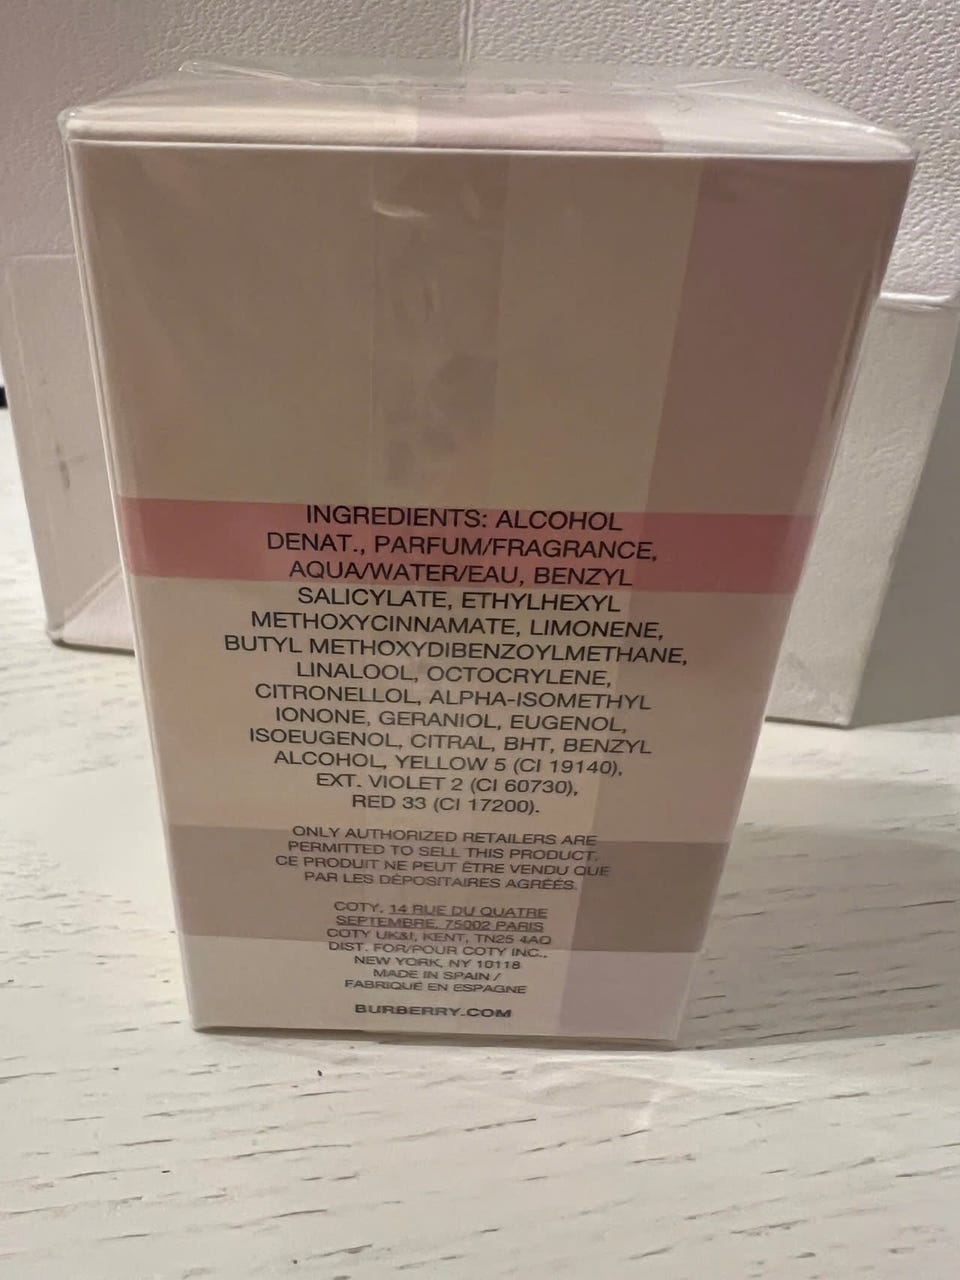 INGREDIENTS: ALCOHOL
DENAT., PARFUM/FRAGRANCE,
AQUA/WATER/EAU, BENZYL
SALICYLATE, ETHYLHEXYL
METHOXYCINNAMATE, LIMONENE,
BUTYL METHOXYDIBENZOYLMETHANE,
LINALOOL, OCTOCRYLENE,
CITRONELLOL, ALPHA-ISOMETHYL
IONONE, GERANIOL, EUGENOL,
ISOEUGENOL, CITRAL, BHT, BENZYL
ALCOHOL, YELLOW 5 (CI 19140),
EXT. VIOLET 2 (CI 60730),
RED 33 (CI 17200).
ONLY AUTHORIZED RETAILERS ARE
PERMITTED TO SELL THIS PRODUCT.
CE PRODUIT NE PEUT ÊTRE VENDU QUE
PAR LES DÉPOSITAIRES AGRÉÉS.
COTY, 14 RUE DU QUATRE
SEPTEMBRE, 75002 PARIS
COTY UK&I, KENT, TN25 4AQ
DIST. FOR/POUR COTY INC.,
NEW YORK, NY 10118
MADE IN SPAIN /
FABRIQUÉ EN ESPAGNE
BURBERRY.COM